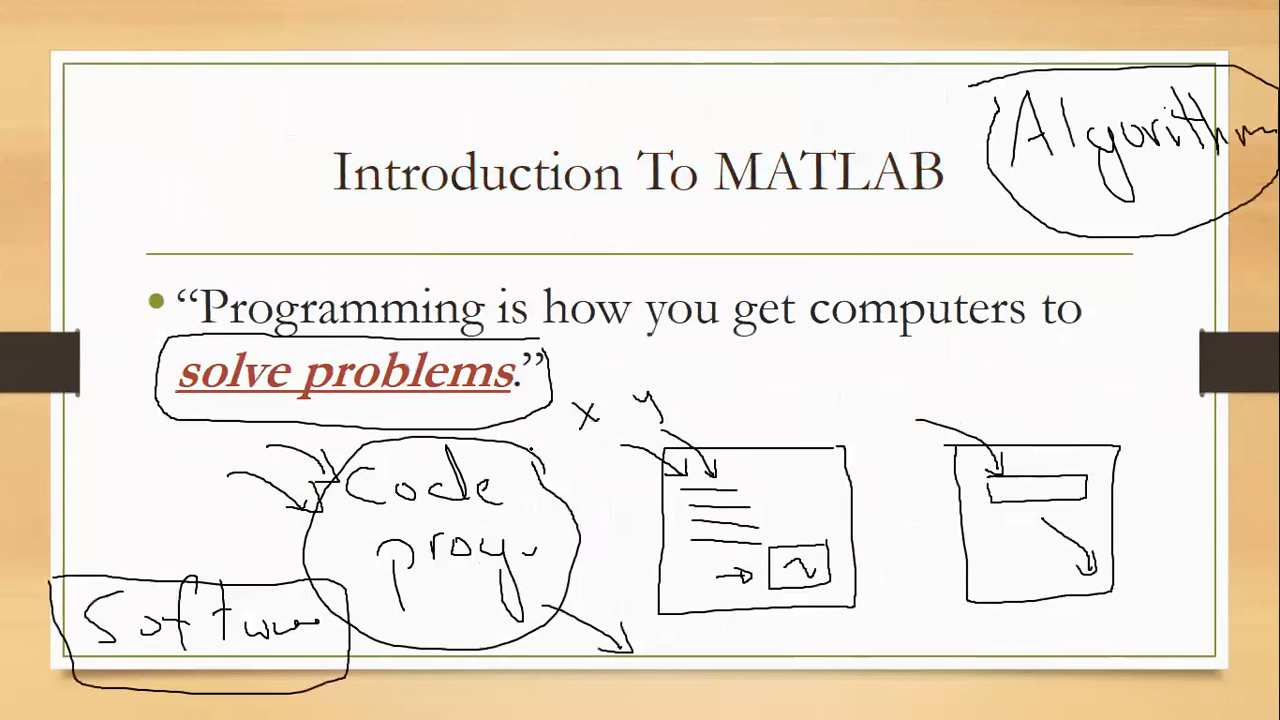 Algorithm
Introduction To MATLAB
• “Programming is how you get computers to
solve problems.”
x y
code
prog.
Software